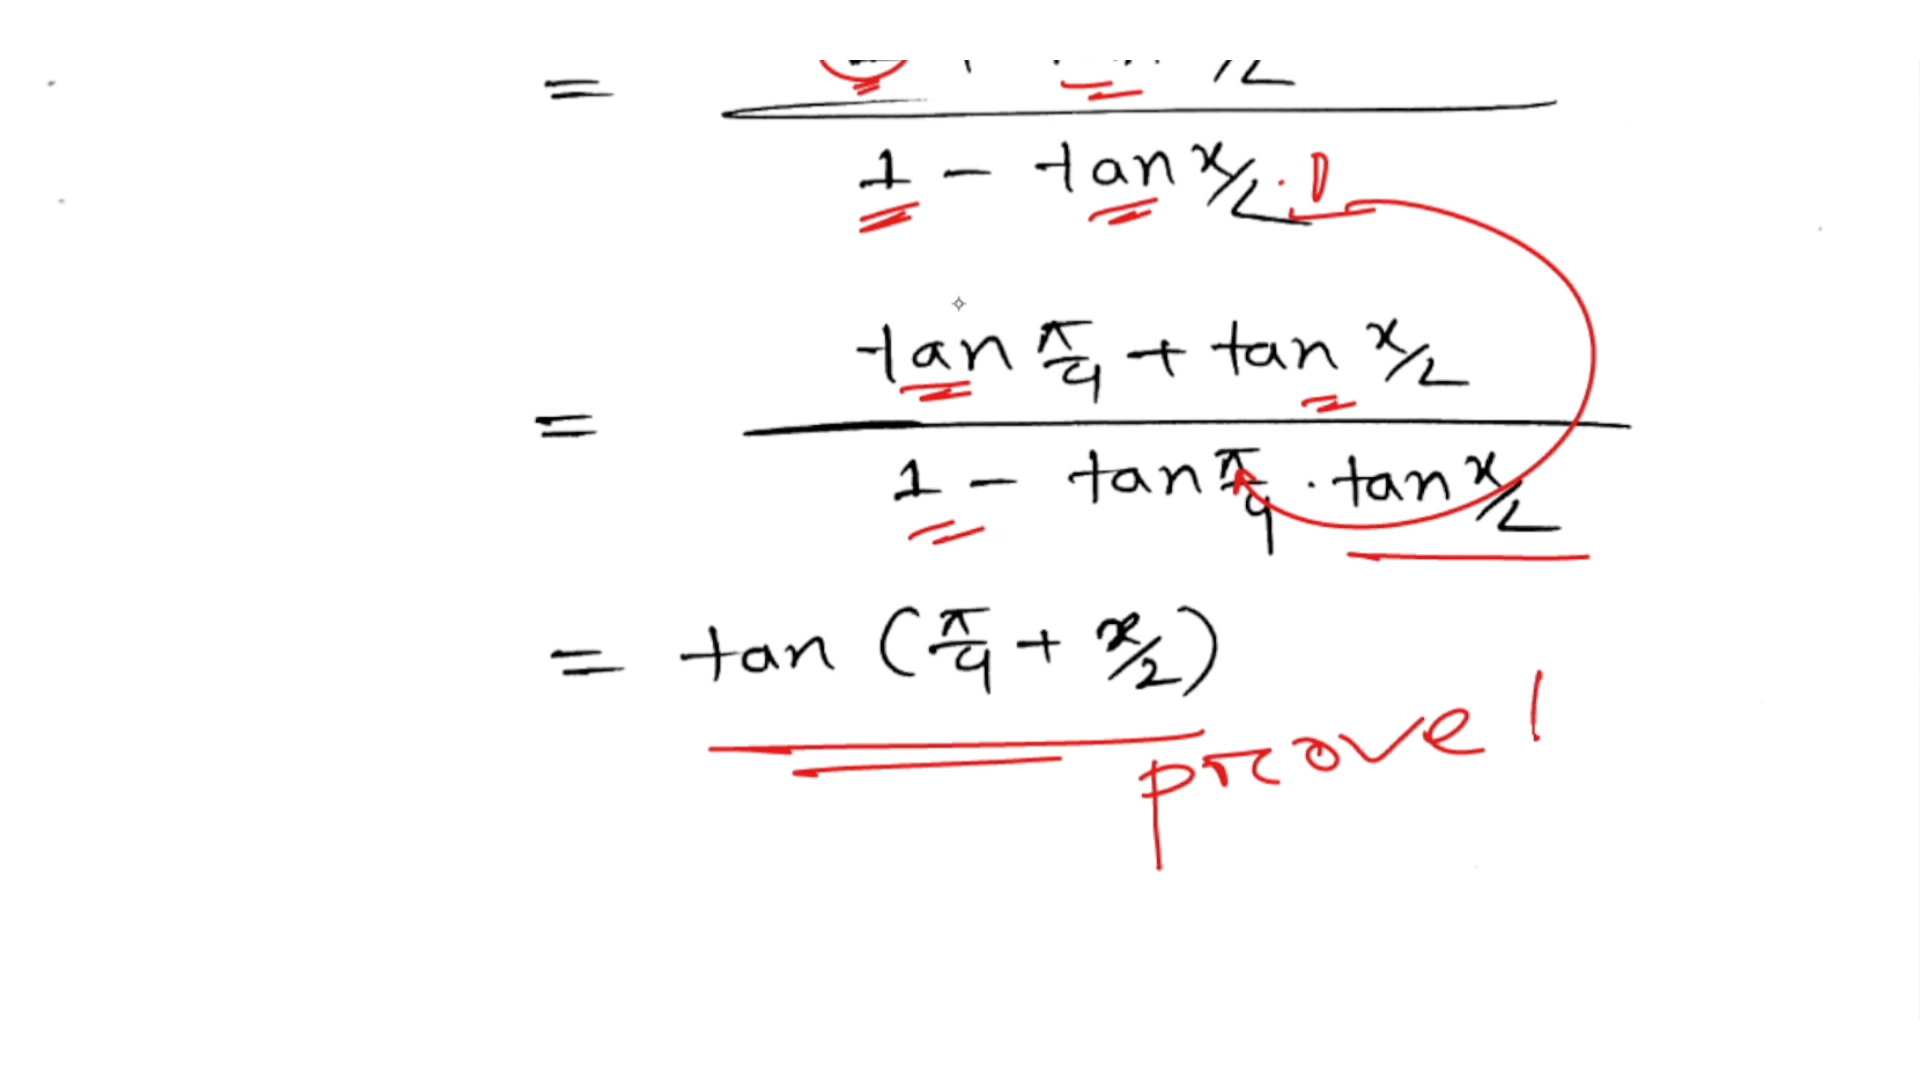 =
1 - tan x/2 . 1
tan π/4 + tan x/2
=
1 - tan π/4 . tan x/2
= tan (π/4 + x/2)
prove!